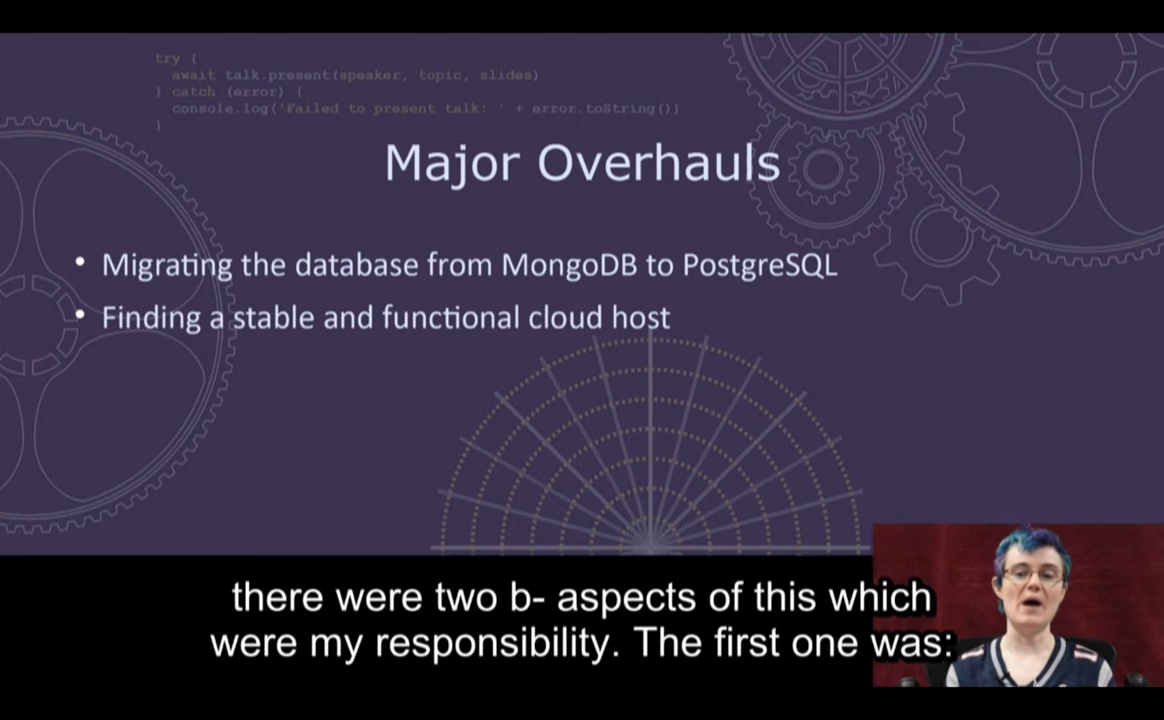 try {
await talk.present(speaker, topic, slides)
} catch (error) {
console.log('Failed to present talk: ' + error.toString())
}
Major Overhauls
• Migrating the database from MongoDB to PostgreSQL
• Finding a stable and functional cloud host
there were two b- aspects of this which
were my responsibility. The first one was: